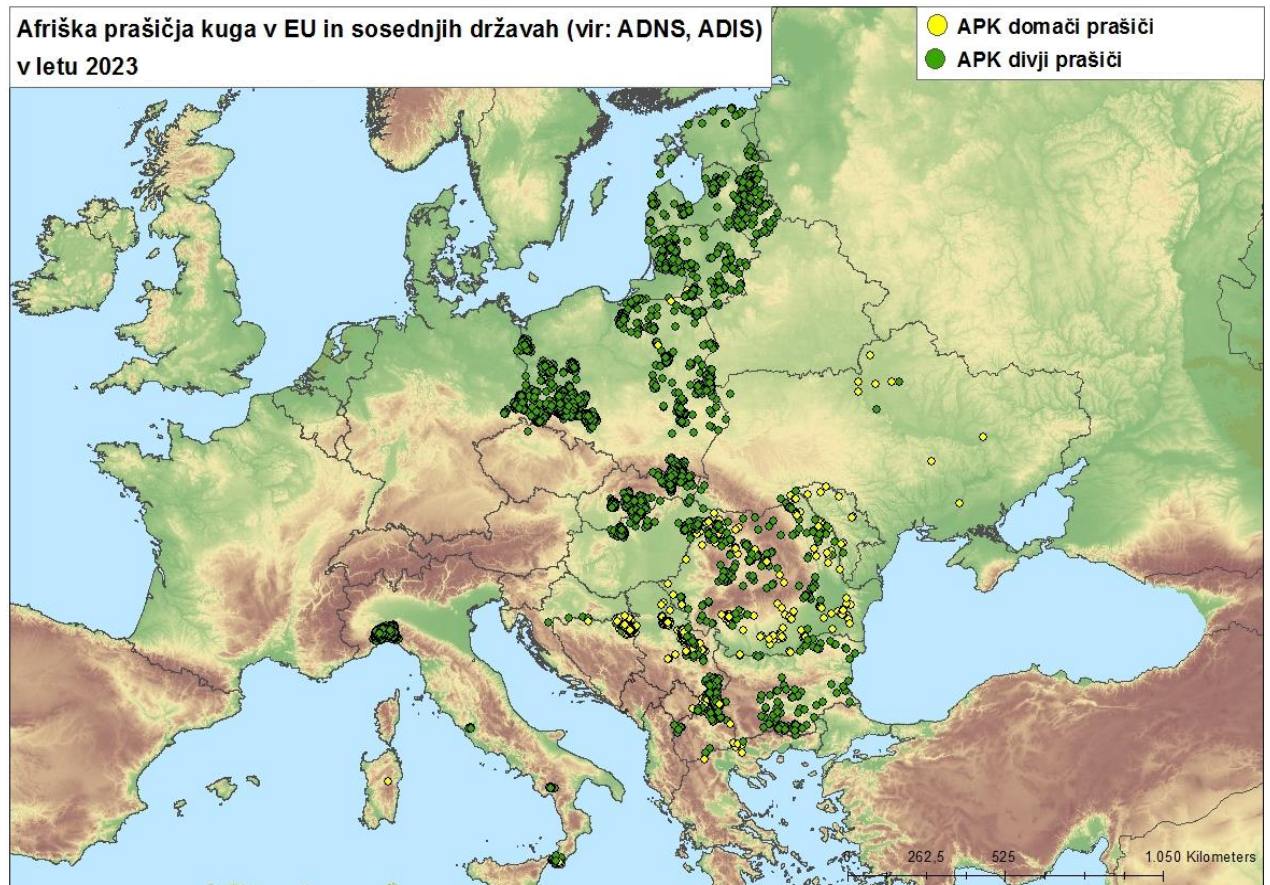 Afriška prašičja kuga v EU in sosednjih državah (vir: ADNS, ADIS)
v letu 2023
APK domači prašiči
APK divji prašiči
0 262,5 525 1.050 Kilometers